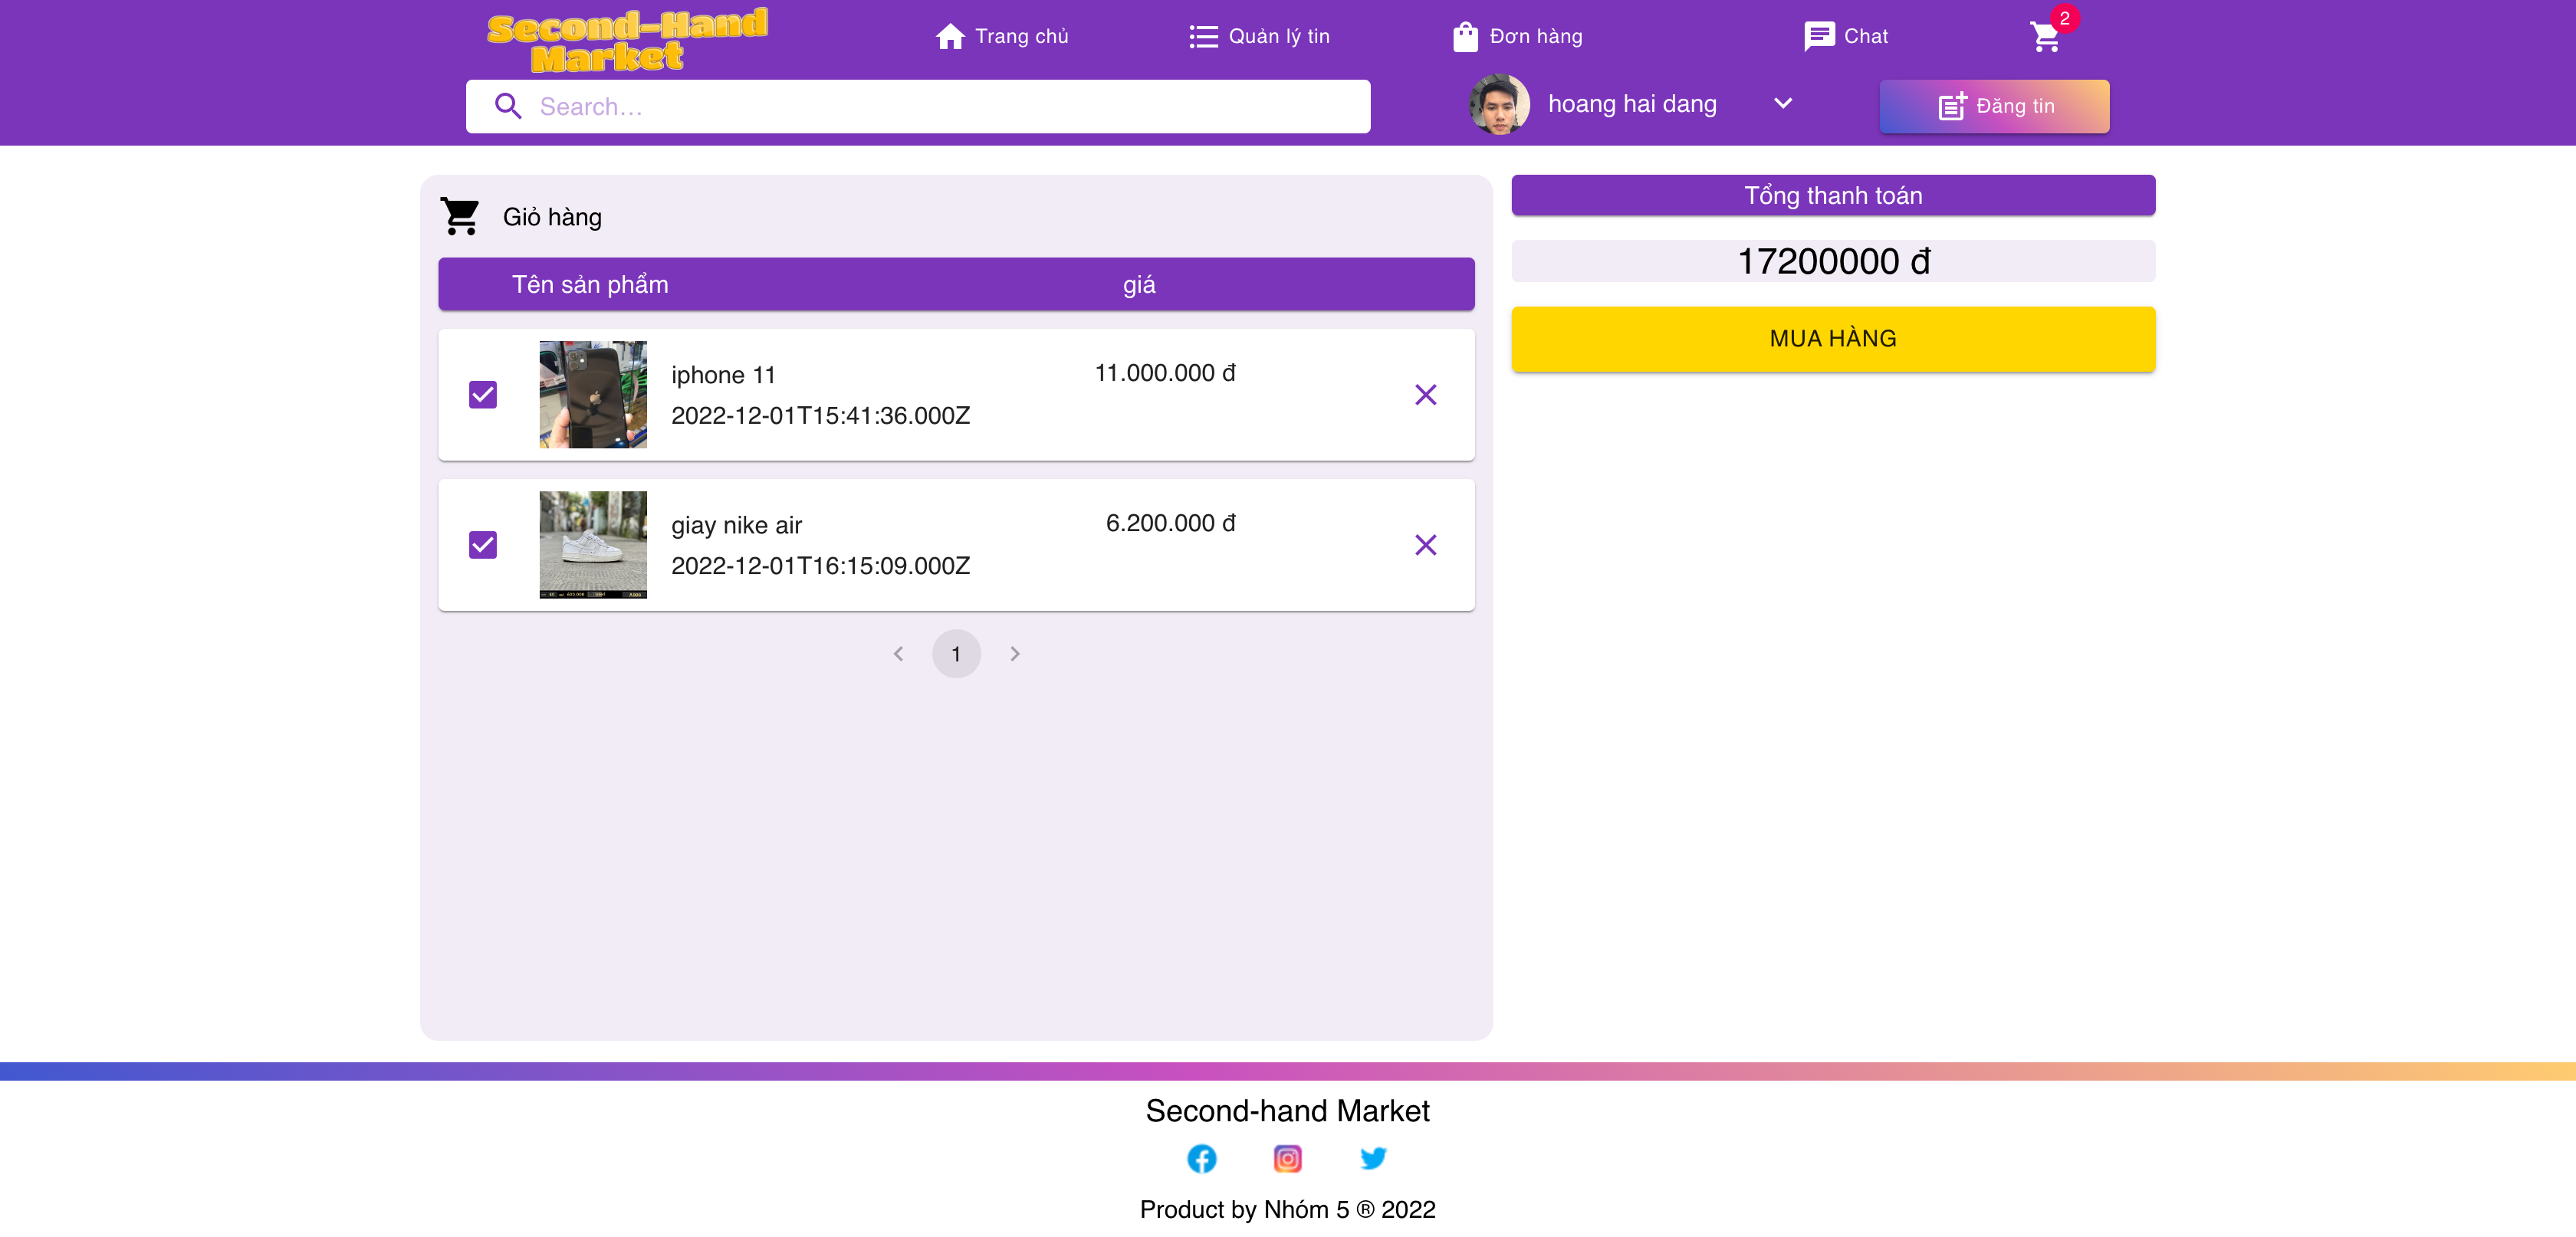 Second-Hand
Market
Trang chủ
Quản lý tin
Đơn hàng
Chat
2
Search...
hoang hai dang
Đăng tin
Giỏ hàng
Tên sản phẩm
giá
iphone 11
11.000.000 đ
2022-12-01T15:41:36.000Z
giay nike air
6.200.000 đ
2022-12-01T16:15:09.000Z
1
Tổng thanh toán
17200000 đ
MUA HÀNG
Second-hand Market
Product by Nhóm 5 ® 2022